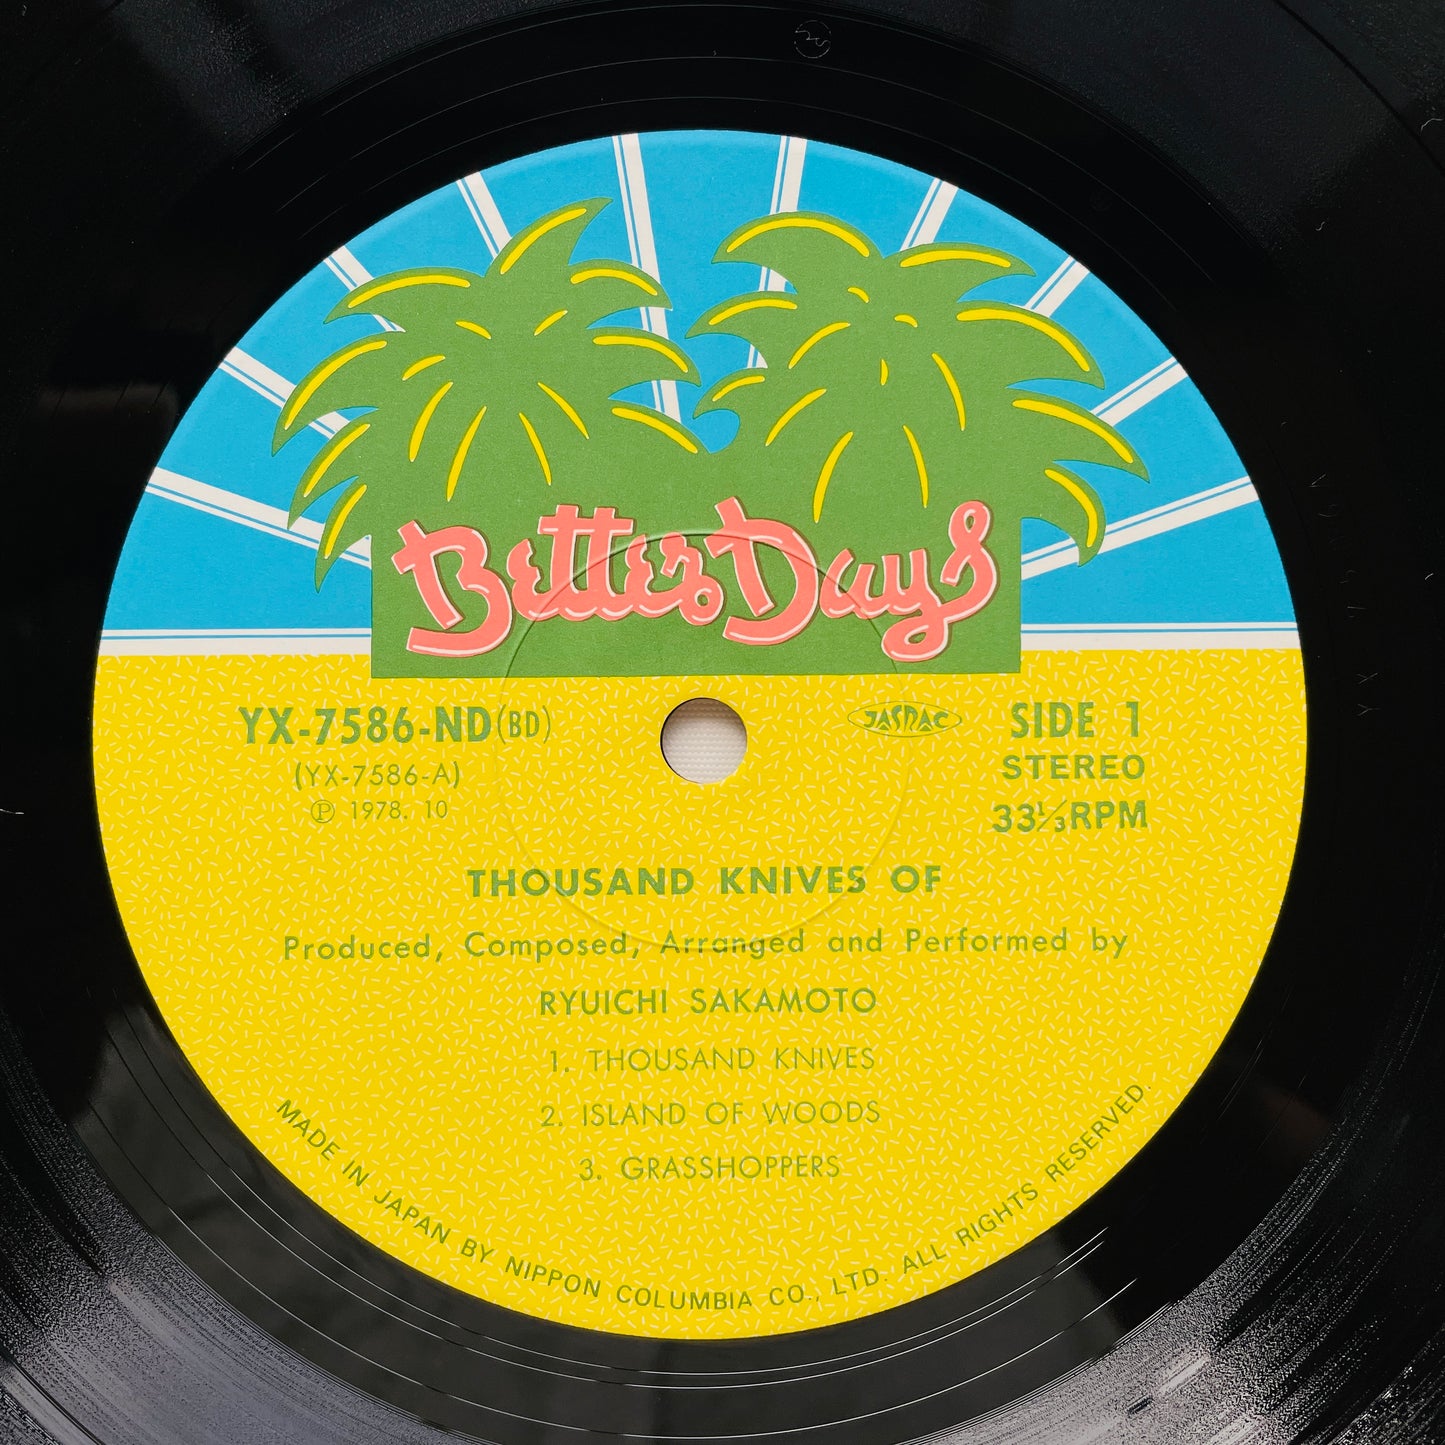 Better Days
YX-7586-ND(BD)
(YX-7586-A)
Ⓟ 1978. 10
JASRAC
SIDE 1
STEREO
33⅓RPM
THOUSAND KNIVES OF
Produced, Composed, Arranged and Performed by
RYUICHI SAKAMOTO
1. THOUSAND KNIVES
2. ISLAND OF WOODS
3. GRASSHOPPERS
MADE IN JAPAN BY NIPPON COLUMBIA CO., LTD. ALL RIGHTS RESERVED.